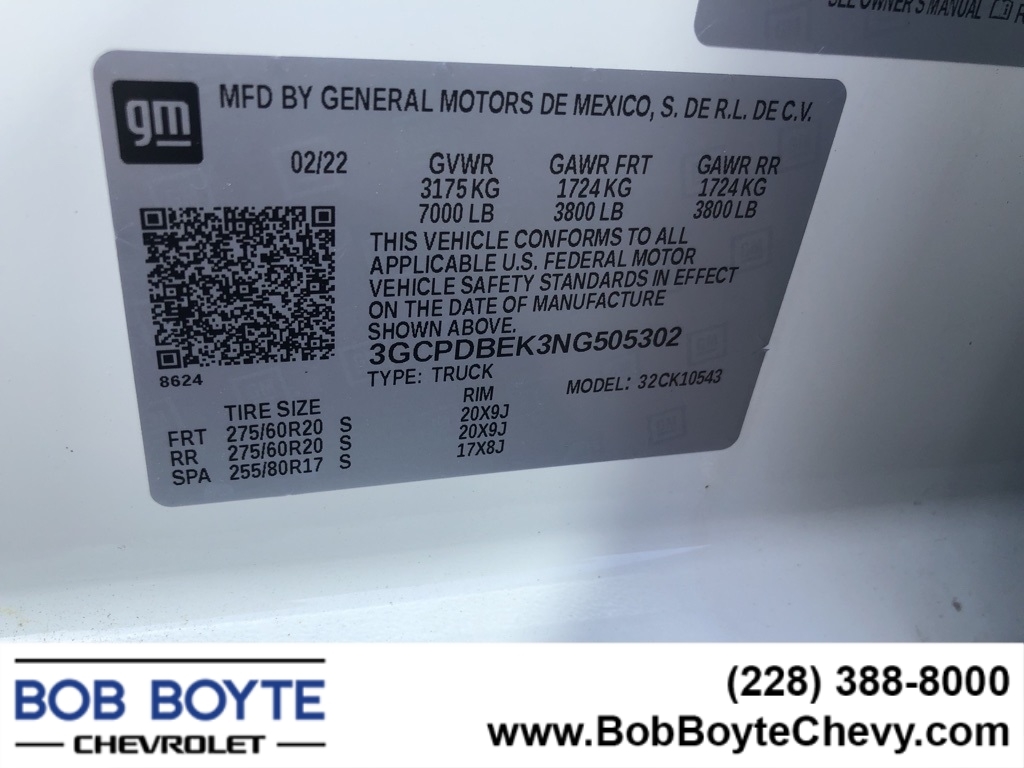 SEE OWNER'S MANUAL
gm
MFD BY GENERAL MOTORS DE MEXICO, S. DE R.L. DE C.V.
02/22 GVWR GAWR FRT GAWR RR
3175 KG 1724 KG 1724 KG
7000 LB 3800 LB 3800 LB
THIS VEHICLE CONFORMS TO ALL
APPLICABLE U.S. FEDERAL MOTOR
VEHICLE SAFETY STANDARDS IN EFFECT
ON THE DATE OF MANUFACTURE
SHOWN ABOVE.
3GCPDBEK3NG505302
8624
TYPE: TRUCK MODEL: 32CK10543
TIRE SIZE RIM
FRT 275/60R20 S 20X9J
RR 275/60R20 S 20X9J
SPA 255/80R17 S 17X8J
BOB BOYTE
CHEVROLET
(228) 388-8000
www.BobBoyteChevy.com